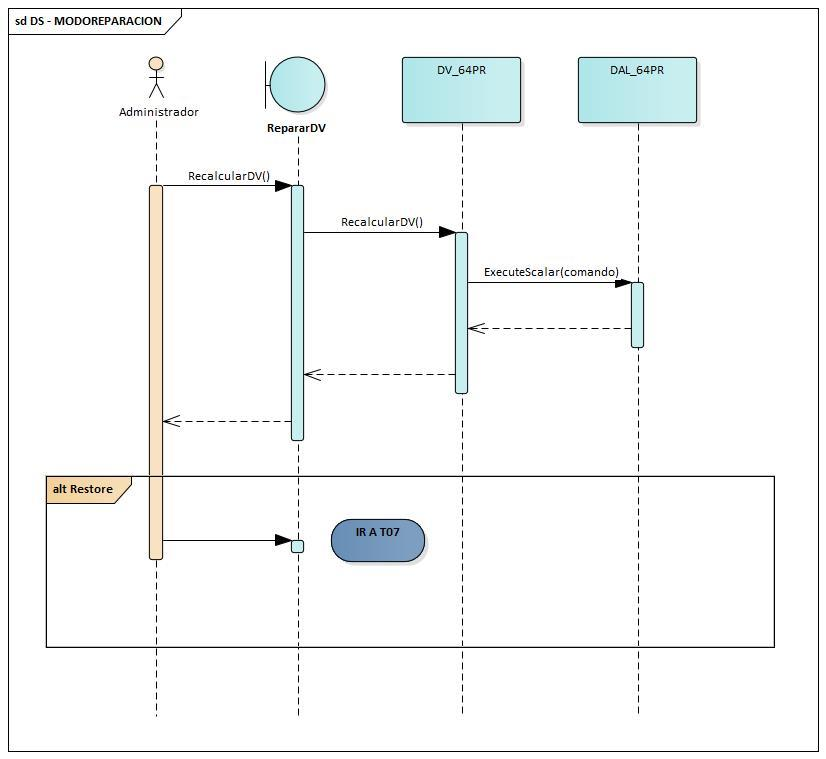 sd DS - MODOREPARACION
Administrador
RepararDV
DV_64PR
DAL_64PR
RecalcularDV()
RecalcularDV()
ExecuteScalar(comando)
alt Restore
IR A T07